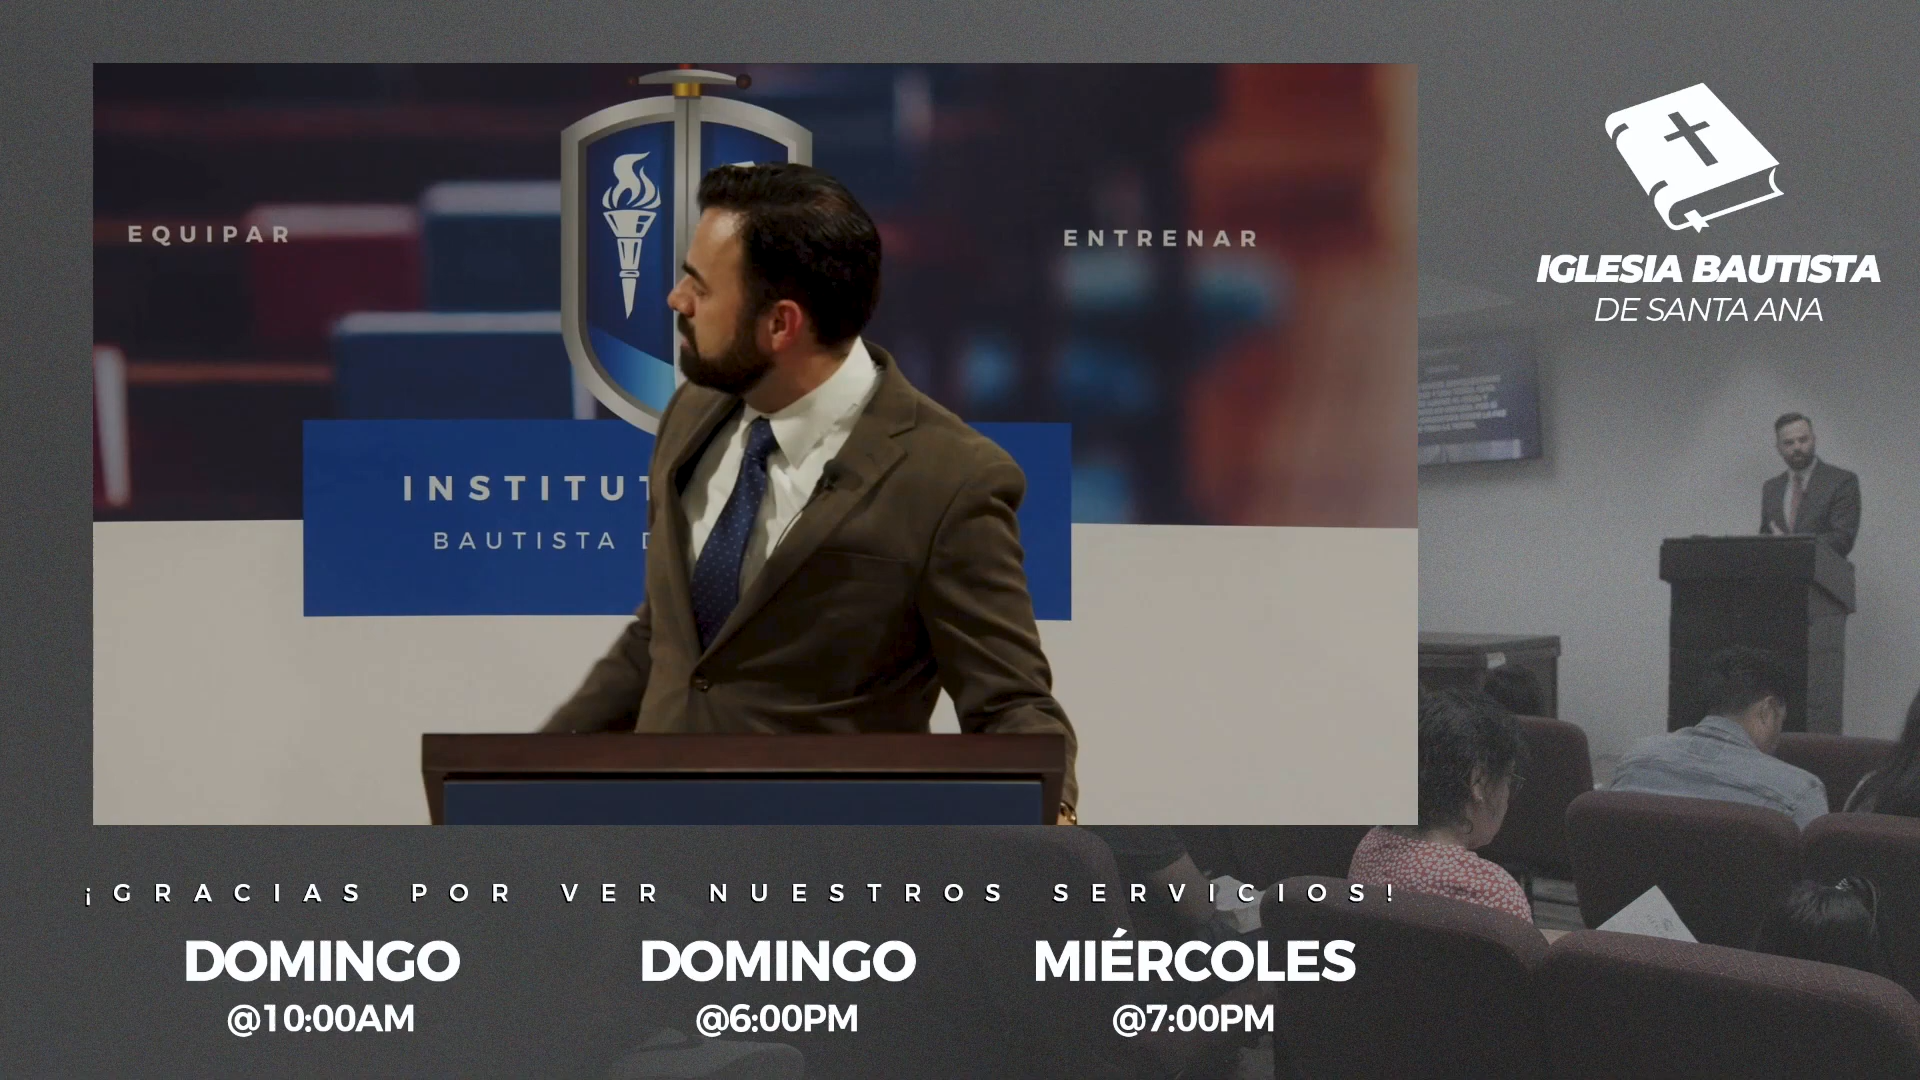 EQUIPAR
ENTRENAR
INSTITUT
BAUTISTA D
IGLESIA BAUTISTA
DE SANTA ANA
¡GRACIAS POR VER NUESTROS SERVICIOS!
DOMINGO
@10:00AM
DOMINGO
@6:00PM
MIÉRCOLES
@7:00PM